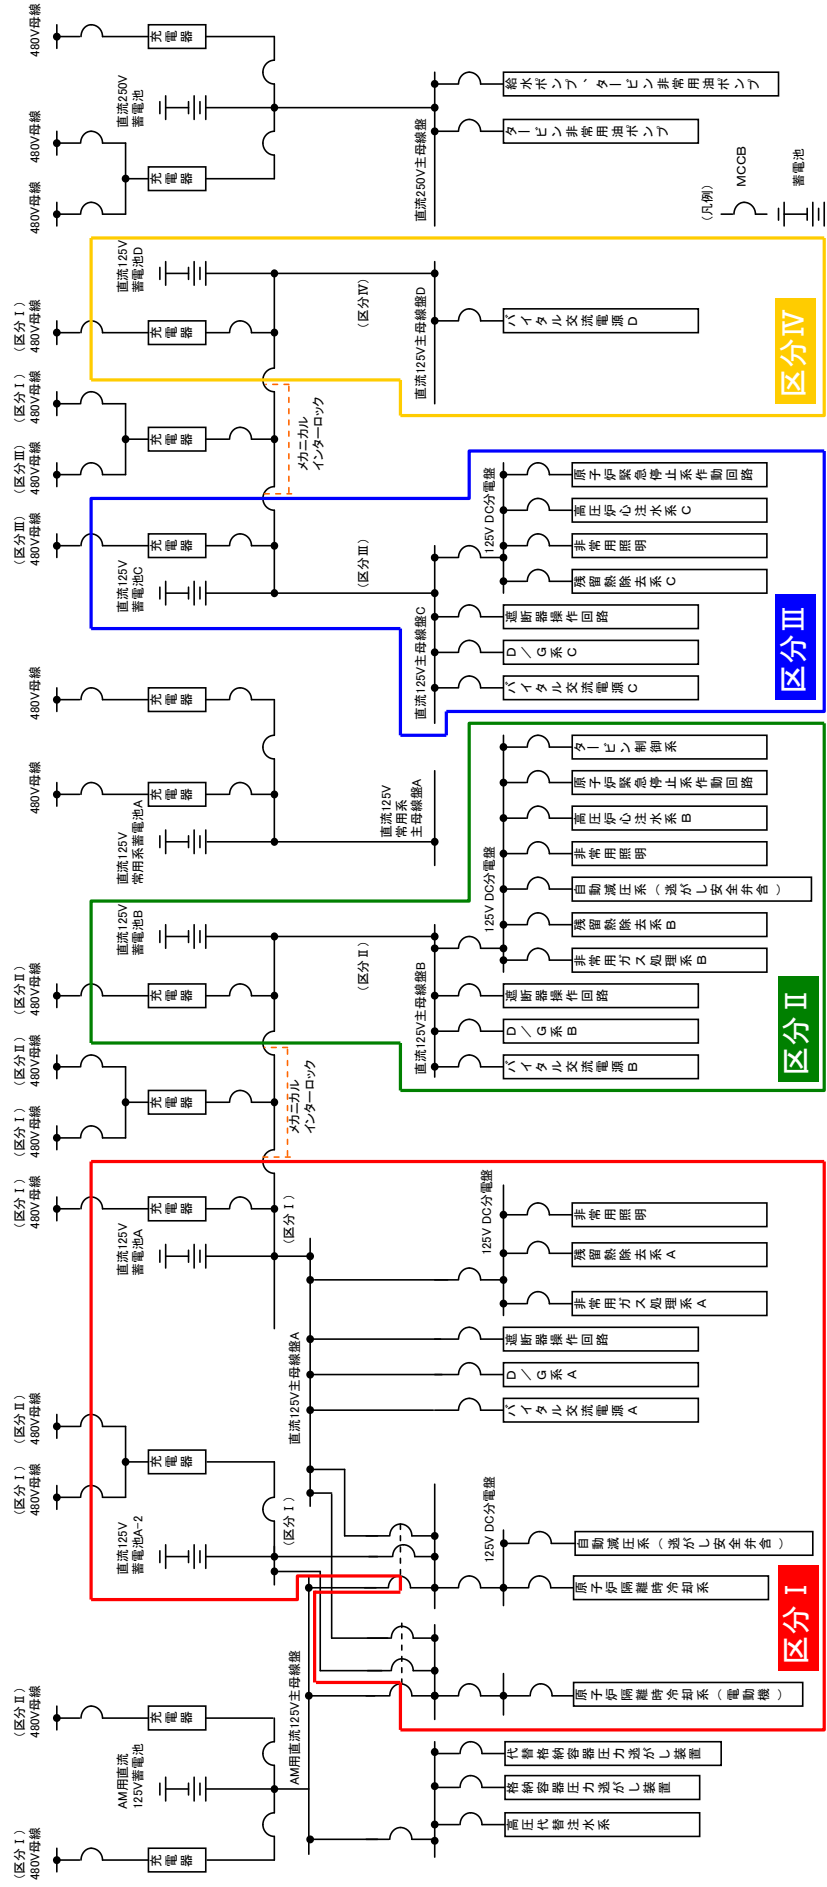 (区分Ⅰ)
480V母線
(区分Ⅱ)
480V母線
(区分Ⅰ)
480V母線
(区分Ⅱ)
480V母線
(区分Ⅰ)
480V母線
(区分Ⅰ)
480V母線
(区分Ⅱ)
480V母線
(区分Ⅱ)
480V母線
480V母線
480V母線
(区分Ⅲ)
480V母線
(区分Ⅲ)
480V母線
(区分Ⅰ)
480V母線
(区分Ⅰ)
480V母線
480V母線
480V母線
480V母線
充電器
AM用直流
125V蓄電池
充電器
直流125V
蓄電池A-2
充電器
直流125V
蓄電池A
充電器
充電器
充電器
直流125V
蓄電池B
直流125V
常用系蓄電池A
充電器
充電器
直流125V
蓄電池C
充電器
充電器
充電器
直流125V
蓄電池D
充電器
直流250V
蓄電池
充電器
(区分Ⅰ)
(区分Ⅰ)
メカニカル
インターロック
(区分Ⅱ)
(区分Ⅲ)
メカニカル
インターロック
(区分Ⅳ)
AM用直流125V主母線盤
直流125V主母線盤A
直流125V主母線盤B
直流125V
常用系
主母線盤A
直流125V主母線盤C
直流125V主母線盤D
直流250V主母線盤
125V DC分電盤
125V DC分電盤
125V DC分電盤
125V DC分電盤
高圧代替注水系
格納容器圧力逃がし装置
代替格納容器圧力逃がし装置
原子炉隔離時冷却系(電動機)
原子炉隔離時冷却系
自動減圧系(逃がし安全弁含)
バイタル交流電源A
D/G系A
遮断器操作回路
非常用ガス処理系A
残留熱除去系A
非常用照明
バイタル交流電源B
D/G系B
遮断器操作回路
非常用ガス処理系B
残留熱除去系B
自動減圧系(逃がし安全弁含)
非常用照明
高圧炉心注水系B
原子炉緊急停止系作動回路
タービン制御系
バイタル交流電源C
D/G系C
遮断器操作回路
残留熱除去系C
非常用照明
高圧炉心注水系C
原子炉緊急停止系作動回路
バイタル交流電源D
タービン非常用油ポンプ
給水ポンプ、タービン非常用油ポンプ
(凡例)
MCCB
蓄電池
区分Ⅰ
区分Ⅱ
区分Ⅲ
区分Ⅳ